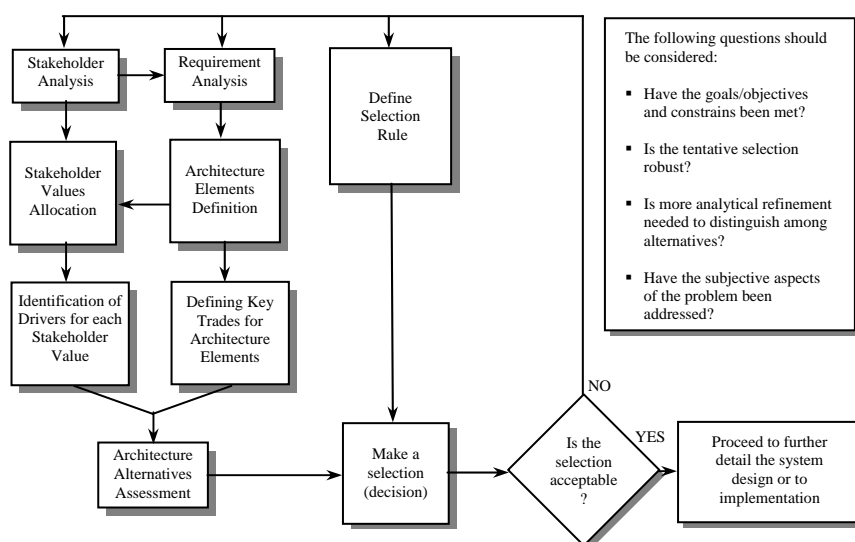 Stakeholder
Analysis
Requirement
Analysis
Define
Selection
Rule
The following questions should
be considered:
▪ Have the goals/objectives
and constrains been met?
▪ Is the tentative selection
robust?
▪ Is more analytical refinement
needed to distinguish among
alternatives?
▪ Have the subjective aspects
of the problem been
addressed?
Stakeholder
Values
Allocation
Architecture
Elements
Definition
Identification of
Drivers for each
Stakeholder
Value
Defining Key
Trades for
Architecture
Elements
Architecture
Alternatives
Assessment
Make a
selection
(decision)
Is the
selection
acceptable
?
NO
YES
Proceed to further
detail the system
design or to
implementation